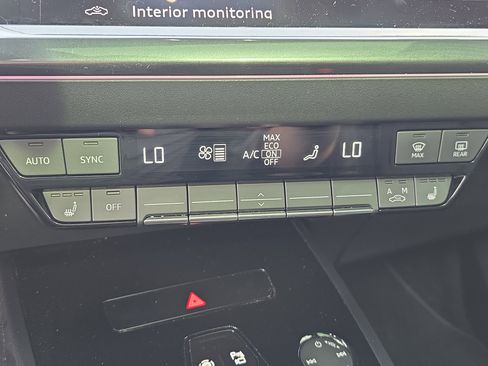 Interior monitoring
AUTO
SYNC
LO
A/C
MAX
ECO
ON
OFF
LO
MAX
REAR
OFF
A M